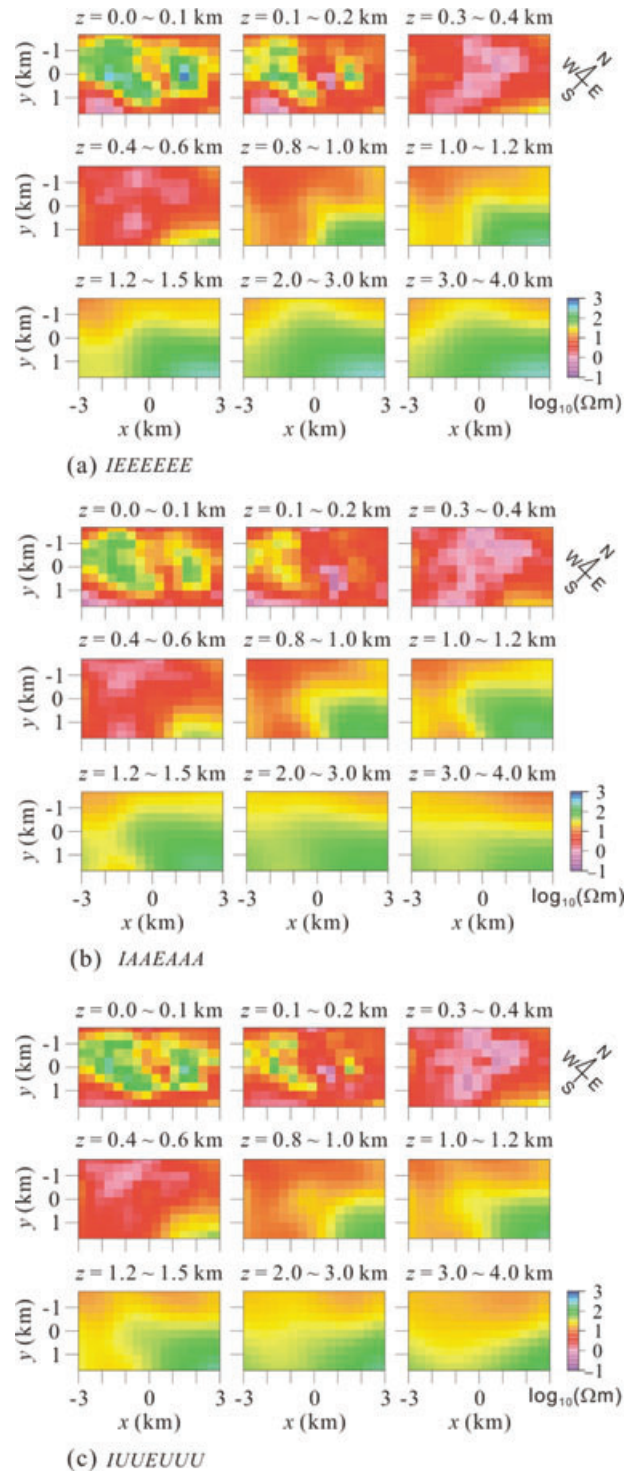 z = 0.0 ~ 0.1 km z = 0.1 ~ 0.2 km z = 0.3 ~ 0.4 km
y (km) -1 0 1 W N S E
z = 0.4 ~ 0.6 km z = 0.8 ~ 1.0 km z = 1.0 ~ 1.2 km
y (km) -1 0 1
z = 1.2 ~ 1.5 km z = 2.0 ~ 3.0 km z = 3.0 ~ 4.0 km
y (km) -1 0 1 3 2 1 0 -1
-3 0 3 -3 0 3 log₁₀(Ωm)
x (km) x (km)
(a) IEEEEEE
z = 0.0 ~ 0.1 km z = 0.1 ~ 0.2 km z = 0.3 ~ 0.4 km
y (km) -1 0 1 W N S E
z = 0.4 ~ 0.6 km z = 0.8 ~ 1.0 km z = 1.0 ~ 1.2 km
y (km) -1 0 1
z = 1.2 ~ 1.5 km z = 2.0 ~ 3.0 km z = 3.0 ~ 4.0 km
y (km) -1 0 1 3 2 1 0 -1
-3 0 3 -3 0 3 log₁₀(Ωm)
x (km) x (km)
(b) IAAEAAA
z = 0.0 ~ 0.1 km z = 0.1 ~ 0.2 km z = 0.3 ~ 0.4 km
y (km) -1 0 1 W N S E
z = 0.4 ~ 0.6 km z = 0.8 ~ 1.0 km z = 1.0 ~ 1.2 km
y (km) -1 0 1
z = 1.2 ~ 1.5 km z = 2.0 ~ 3.0 km z = 3.0 ~ 4.0 km
y (km) -1 0 1 3 2 1 0 -1
-3 0 3 -3 0 3 log₁₀(Ωm)
x (km) x (km)
(c) IUUEUUU